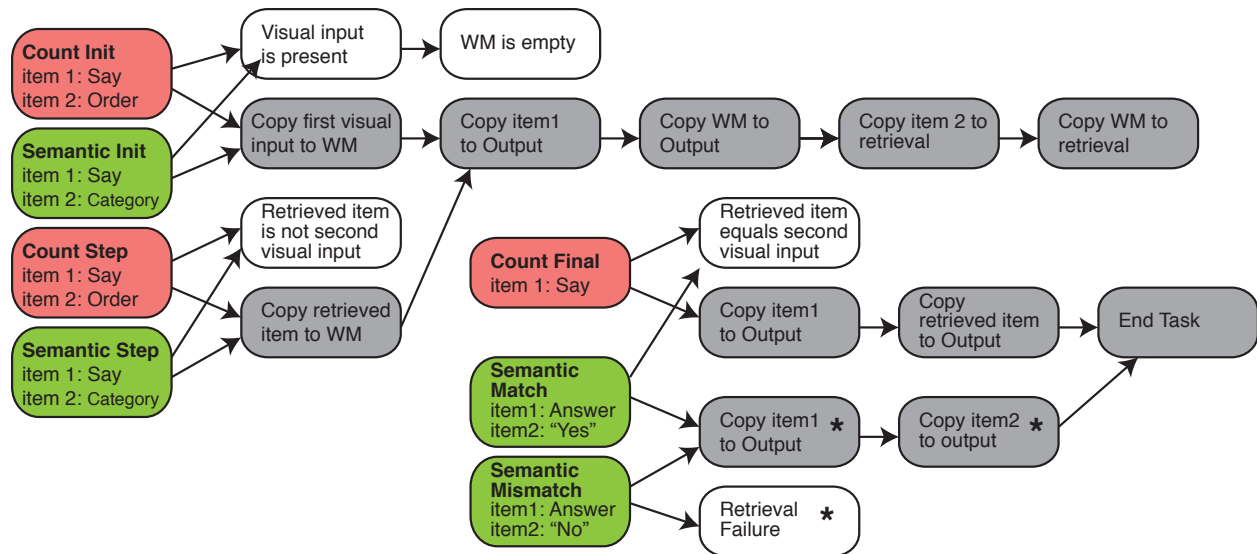 Count Init
item 1: Say
item 2: Order
Visual input
is present
WM is empty
Semantic Init
item 1: Say
item 2: Category
Copy first visual
input to WM
Copy item1
to Output
Copy WM to
Output
Copy item 2 to
retrieval
Copy WM to
retrieval
Count Step
item 1: Say
item 2: Order
Retrieved item
is not second
visual input
Semantic Step
item 1: Say
item 2: Category
Copy retrieved
item to WM
Count Final
item 1: Say
Retrieved item
equals second
visual input
Copy item1
to Output
Copy
retrieved item
to Output
End Task
Semantic
Match
item1: Answer
item2: “Yes”
Copy item1 *
to Output
Copy item2 *
to output
Semantic
Mismatch
item1: Answer
item2: “No”
Retrieval *
Failure